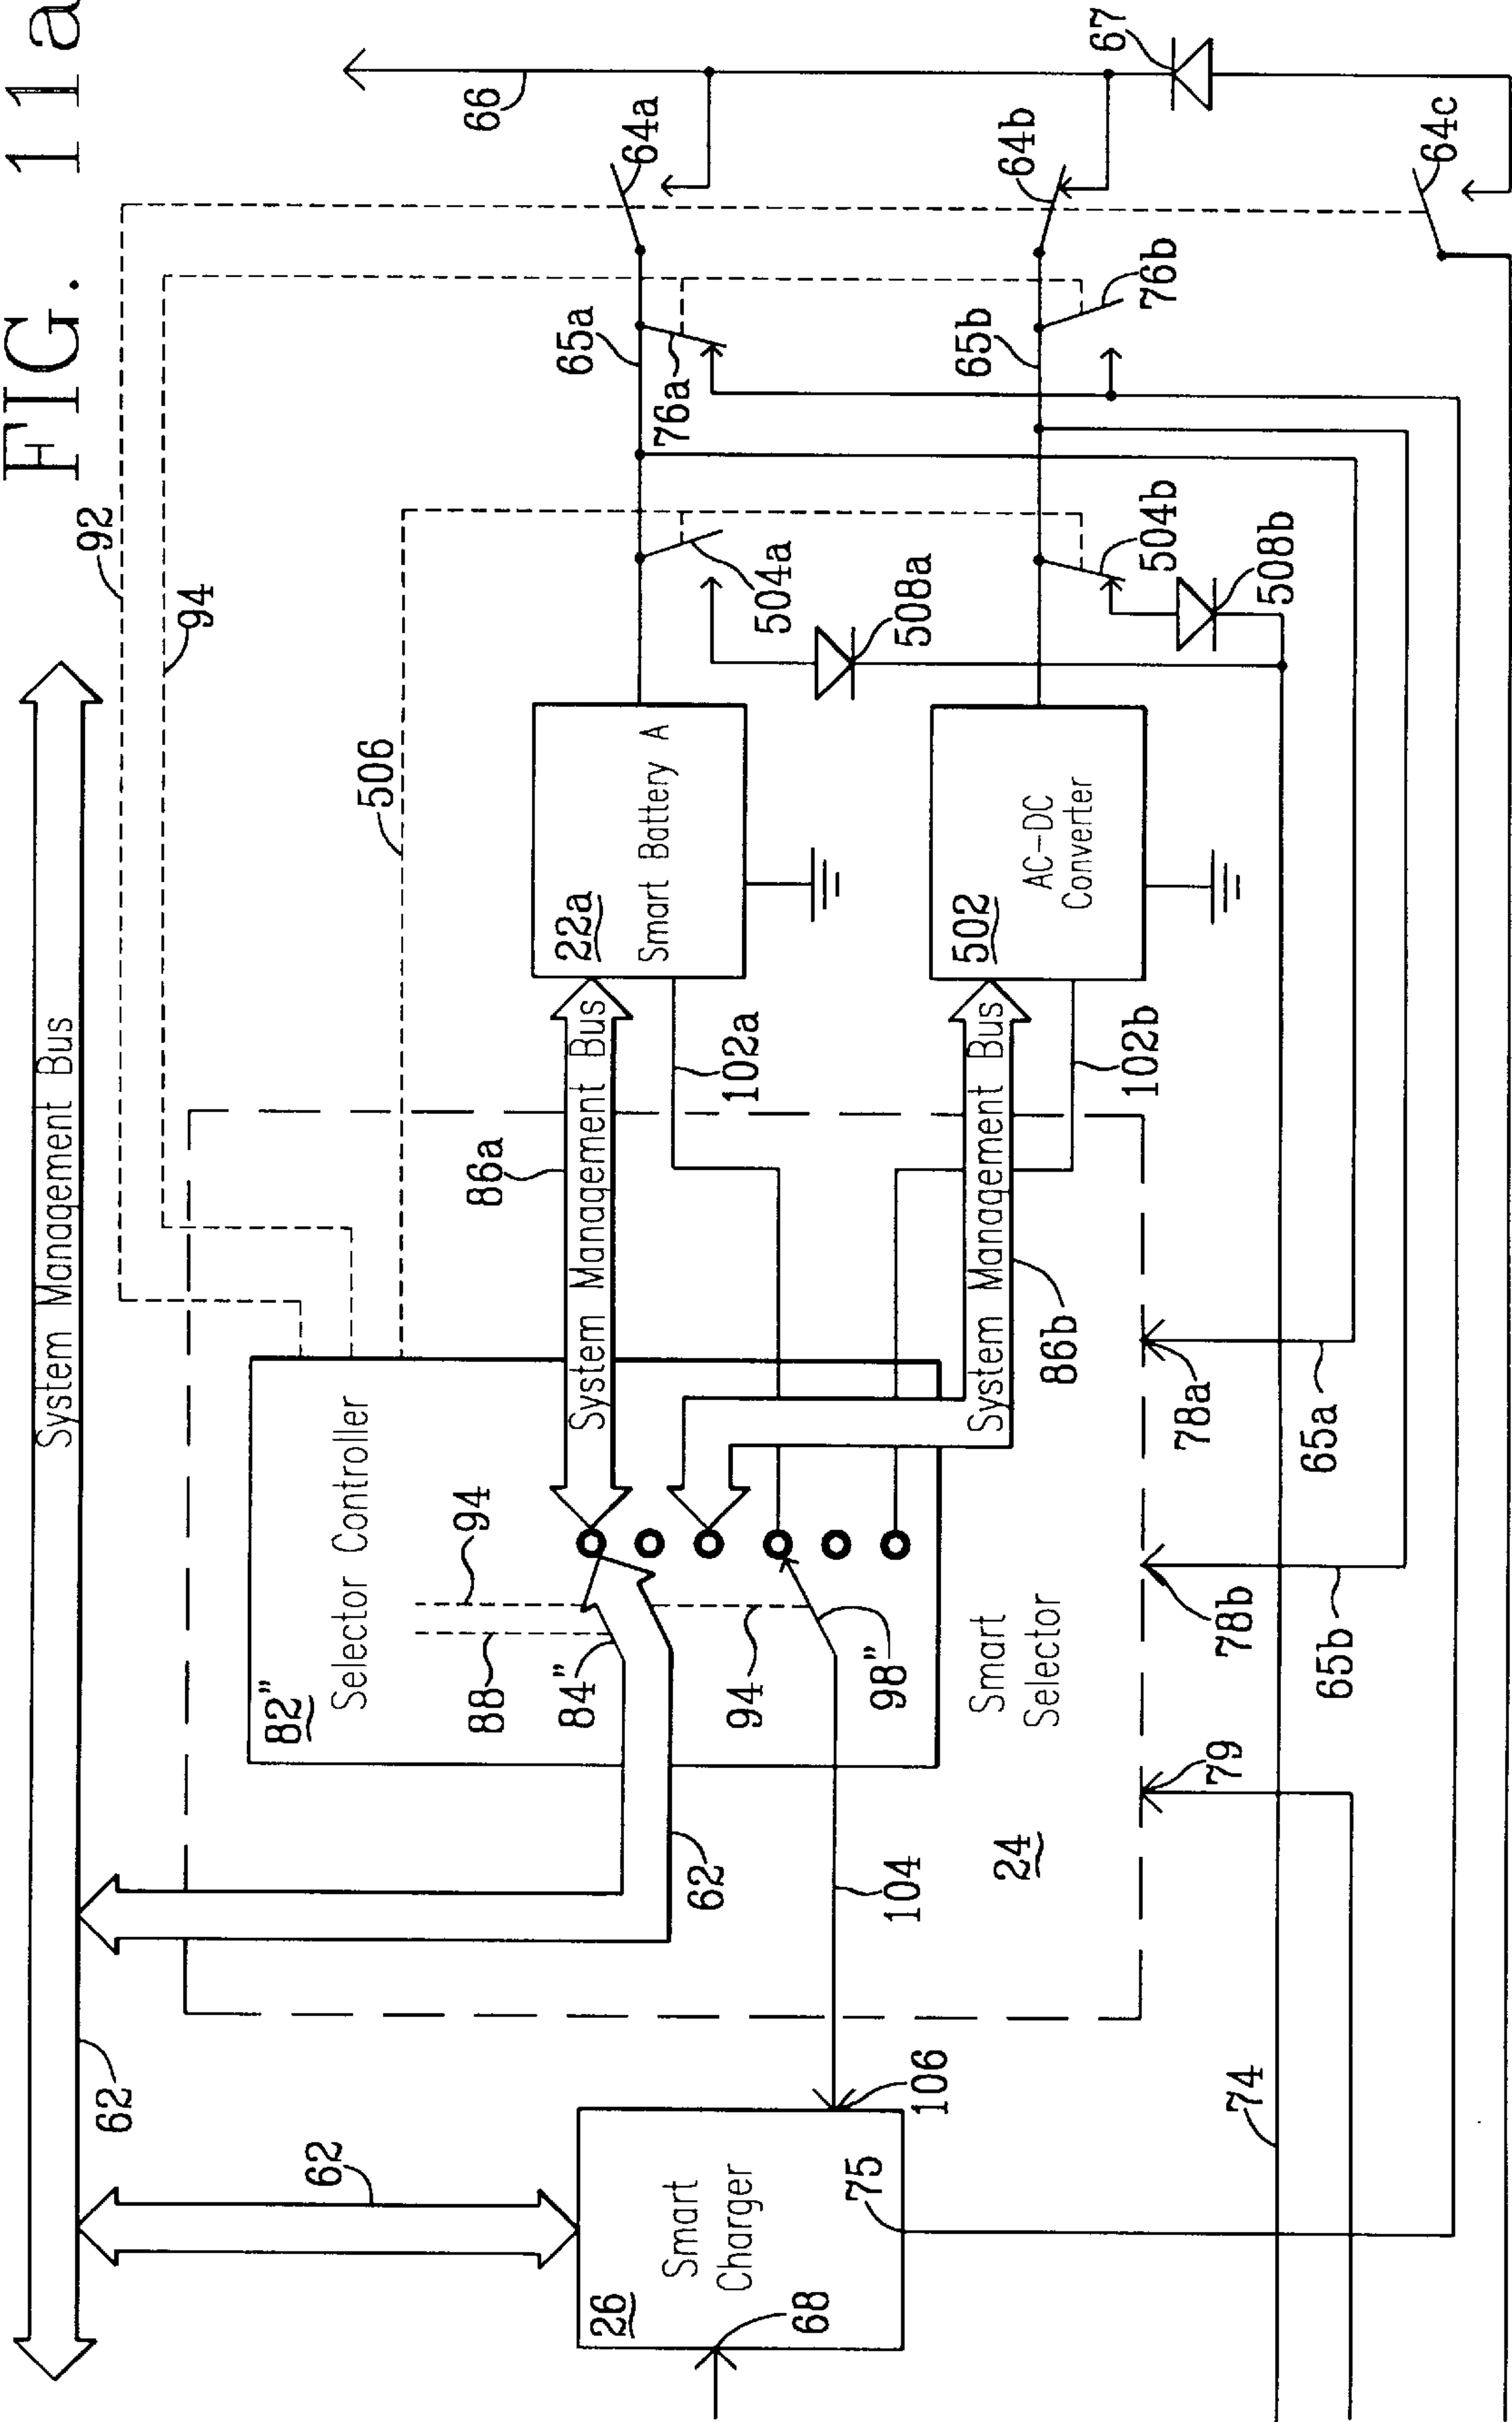 FIG. 11a
System Management Bus
92
94
506
66
64a
65a
76a
64b
67
76b
65b
64c
504a
508a
504b
508b
22a
Smart Battery A
502
AC-DC
Converter
System Management Bus
86a
102a
System Management Bus
86b
102b
82"
Selector Controller
94
88
84"
94
98"
Smart
Selector
24
78a
65a
78b
65b
79
62
104
62
62
26
Smart
Charger
106
75
68
74